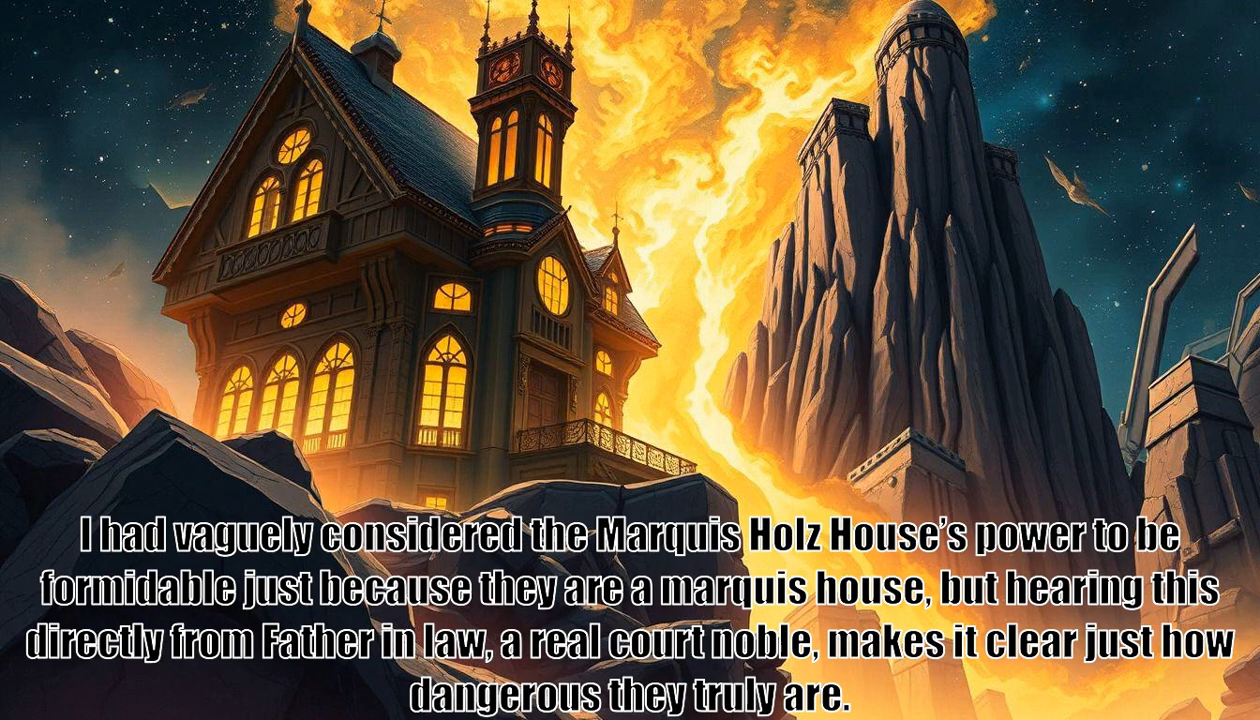 I had vaguely considered the Marquis Holz House’s power to be
formidable just because they are a marquis house, but hearing this
directly from Father in law, a real court noble, makes it clear just how
dangerous they truly are.